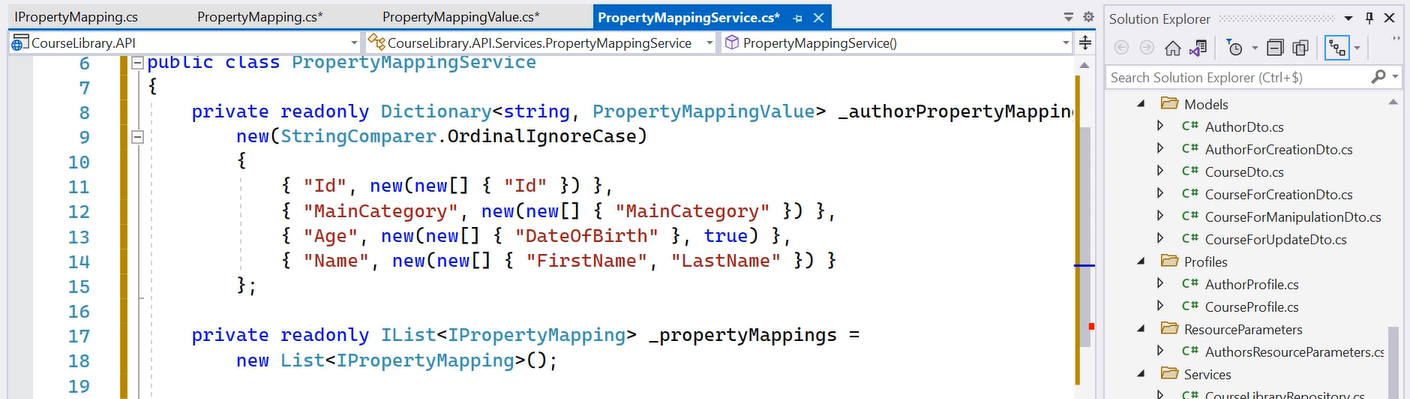 IPropertyMapping.cs
PropertyMapping.cs*
PropertyMappingValue.cs*
PropertyMappingService.cs*
CourseLibrary.API
CourseLibrary.API.Services.PropertyMappingService
PropertyMappingService()
6 public class PropertyMappingService
7 {
8 private readonly Dictionary<string, PropertyMappingValue> _authorPropertyMapping
9 new(StringComparer.OrdinalIgnoreCase)
10 {
11 { "Id", new(new[] { "Id" }) },
12 { "MainCategory", new(new[] { "MainCategory" }) },
13 { "Age", new(new[] { "DateOfBirth" }, true) },
14 { "Name", new(new[] { "FirstName", "LastName" }) }
15 };
16
17 private readonly IList<IPropertyMapping> _propertyMappings =
18 new List<IPropertyMapping>();
19
Solution Explorer
Search Solution Explorer (Ctrl+$)
Models
C# AuthorDto.cs
C# AuthorForCreationDto.cs
C# CourseDto.cs
C# CourseForCreationDto.cs
C# CourseForManipulationDto.cs
C# CourseForUpdateDto.cs
Profiles
C# AuthorProfile.cs
C# CourseProfile.cs
ResourceParameters
C# AuthorsResourceParameters.cs
Services
C# CourseLibraryRepository.cs